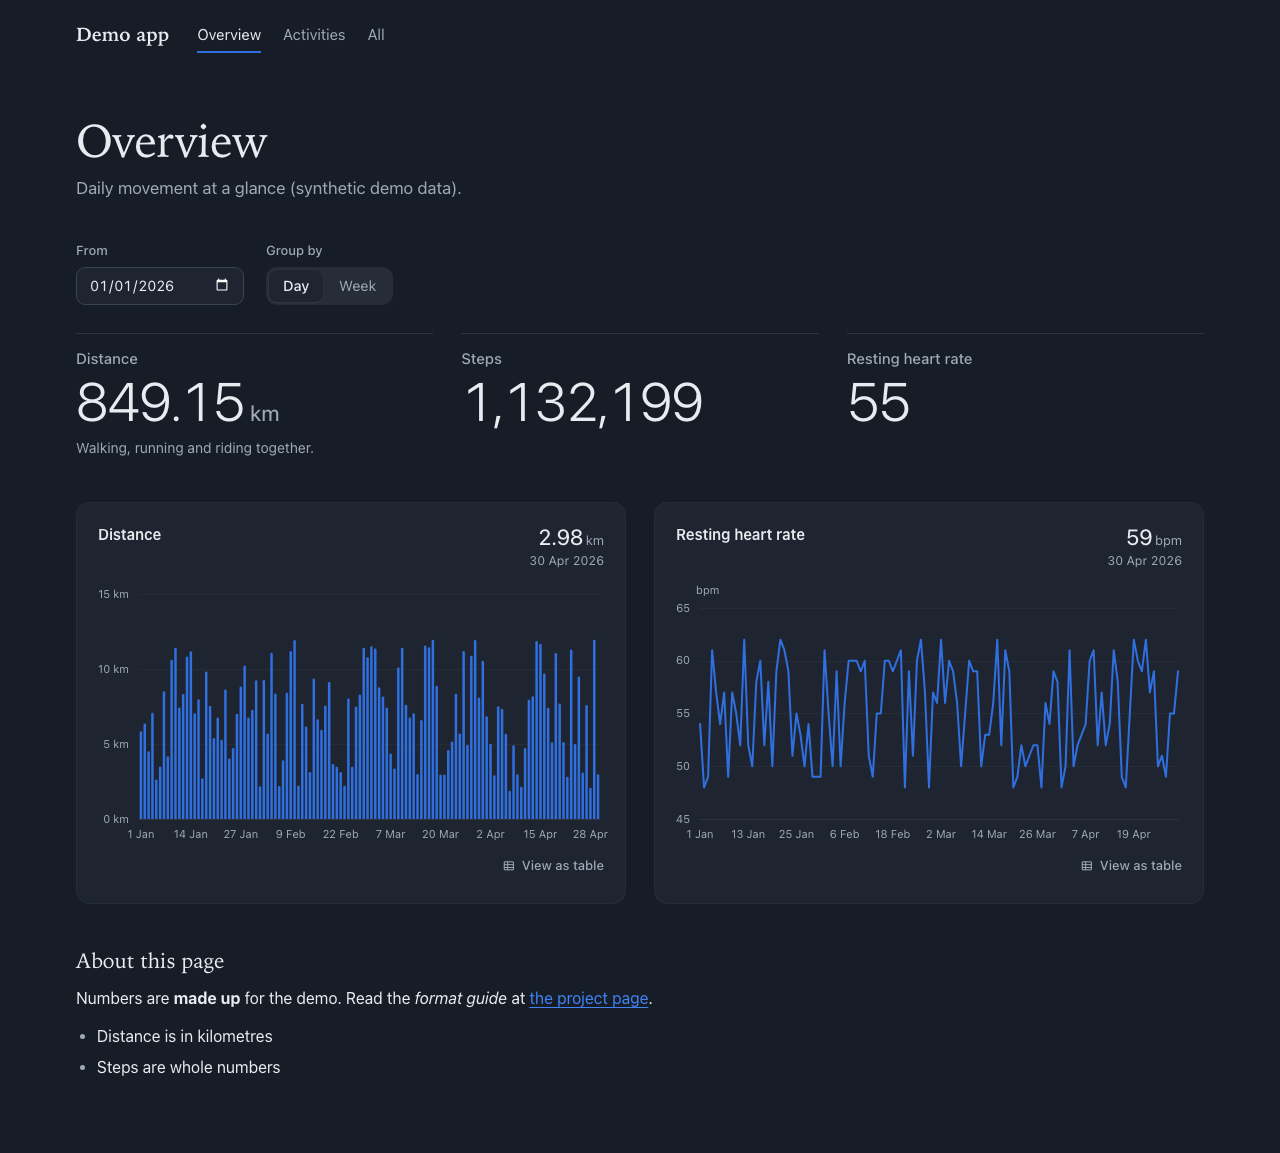 Demo app Overview Activities All
Overview
Daily movement at a glance (synthetic demo data).
From Group by
01/01/2026 Day Week
Distance Steps Resting heart rate
849.15 km 1,132,199 55
Walking, running and riding together.
Distance 2.98 km
30 Apr 2026
15 km
10 km
5 km
0 km
1 Jan 14 Jan 27 Jan 9 Feb 22 Feb 7 Mar 20 Mar 2 Apr 15 Apr 28 Apr
View as table
Resting heart rate 59 bpm
30 Apr 2026
bpm
65
60
55
50
45
1 Jan 13 Jan 25 Jan 6 Feb 18 Feb 2 Mar 14 Mar 26 Mar 7 Apr 19 Apr
View as table
About this page
Numbers are made up for the demo. Read the format guide at the project page.
• Distance is in kilometres
• Steps are whole numbers